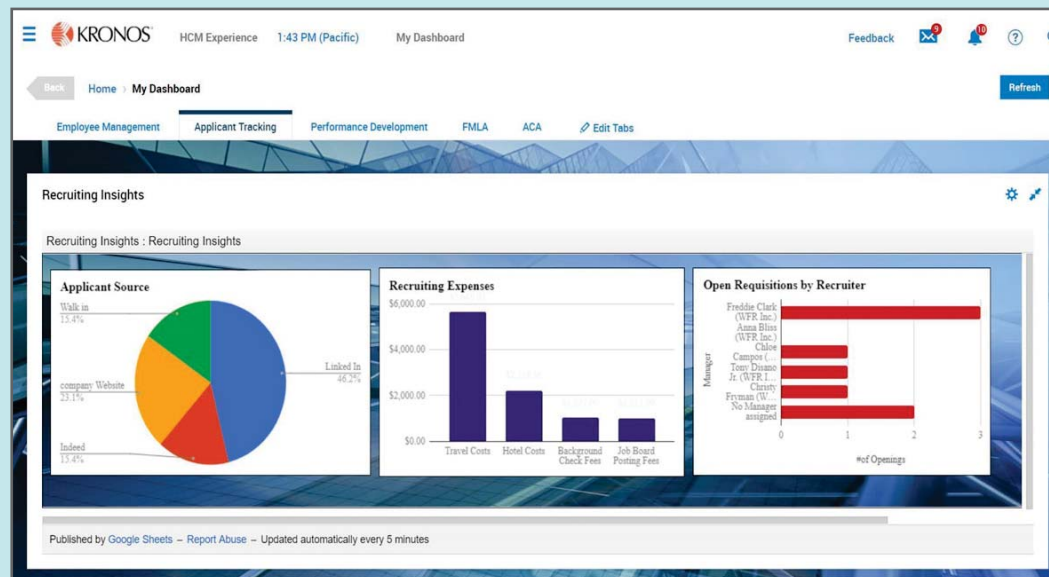 KRONOS HCM Experience 1:43 PM (Pacific) My Dashboard Feedback 9 10 ?
Back Home > My Dashboard Refresh
Employee Management Applicant Tracking Performance Development FMLA ACA Edit Tabs
Recruiting Insights
Recruiting Insights : Recruiting Insights
Applicant Source
Walk in
15.4%
company Website
23.1%
Indeed
15.4%
Linked In
46.2%
Recruiting Expenses
$6,000.00
$4,000.00
$2,000.00
$0.00
Travel Costs Hotel Costs Background Job Board
Check Fees Posting Fees
Open Requisitions by Recruiter
Manager
Freddie Clark
(WFR Inc.)
Anna Bliss
(WFR Inc.)
Chloe
Campos (...
Tony Disano
Jr. (WFR I...
Christy
Fryman (W...
No Manager
assigned
0 1 2 3
#of Openings
Published by Google Sheets – Report Abuse – Updated automatically every 5 minutes